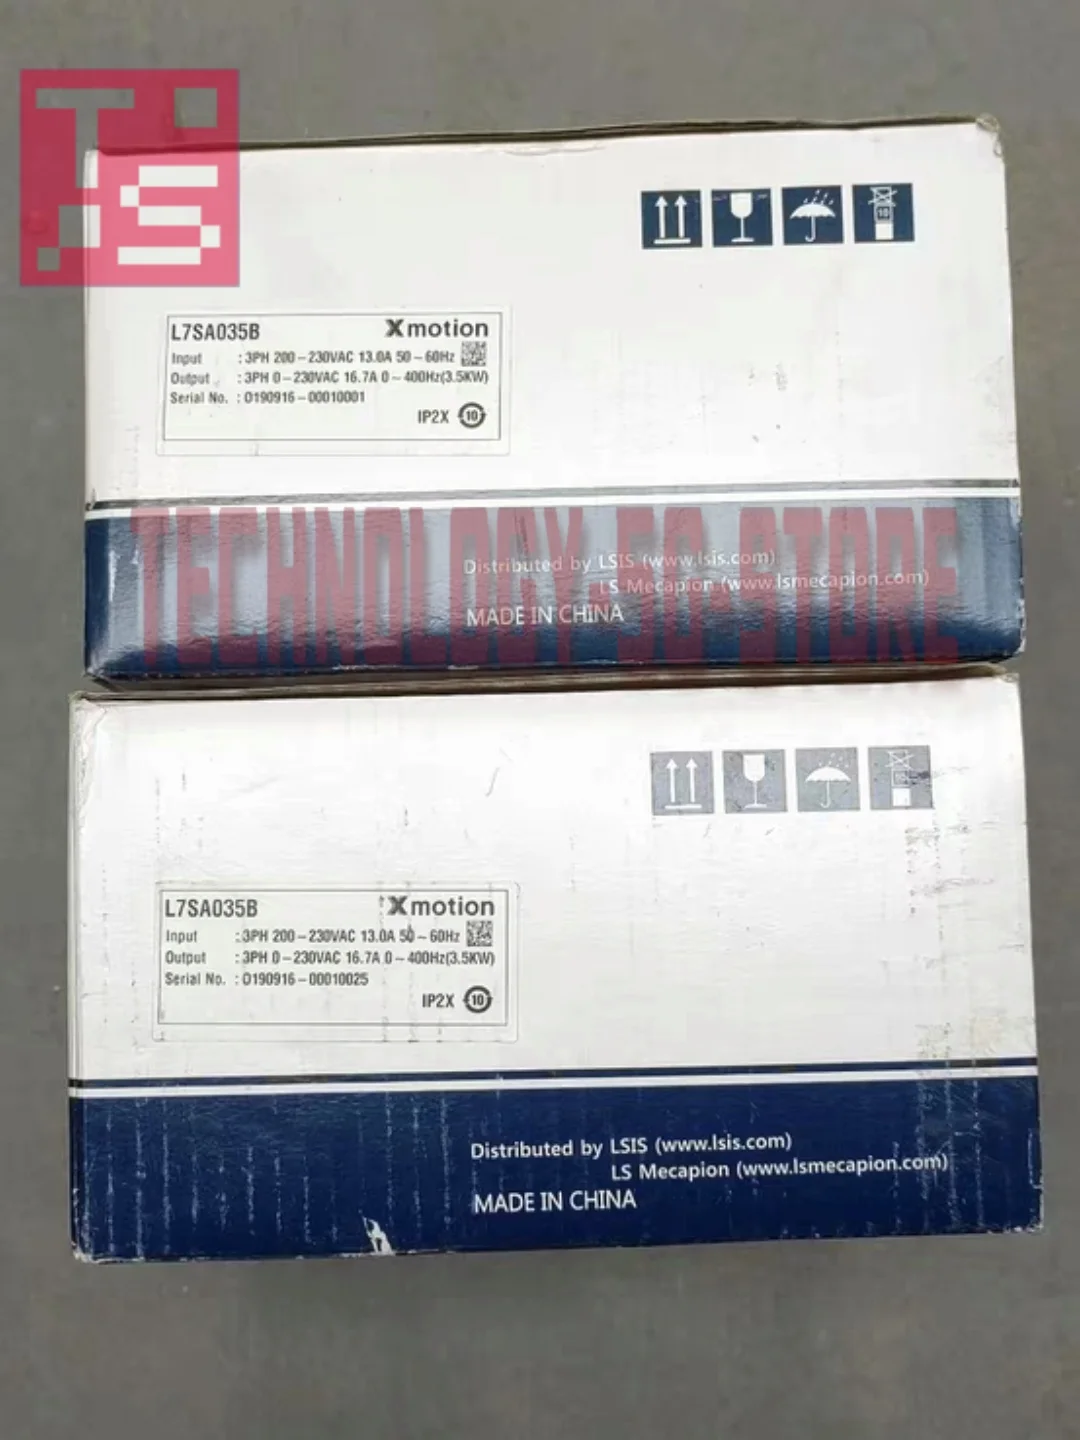 T S
L7SA035B Xmotion
Input : 3PH 200~230VAC 13.0A 50~60Hz
Output : 3PH 0~230VAC 16.7A 0~400Hz(3.5KW)
Serial No. : 0190916-00010001
IP2X 10
10
TECHNOLOGY 5G STORE
Distributed by LSIS (www.lsis.com)
LS Mecapion (www.lsmecapion.com)
MADE IN CHINA
L7SA035B Xmotion
Input : 3PH 200~230VAC 13.0A 50~60Hz
Output : 3PH 0~230VAC 16.7A 0~400Hz(3.5KW)
Serial No. : 0190916-00010025
IP2X 10
Distributed by LSIS (www.lsis.com)
LS Mecapion (www.lsmecapion.com)
MADE IN CHINA